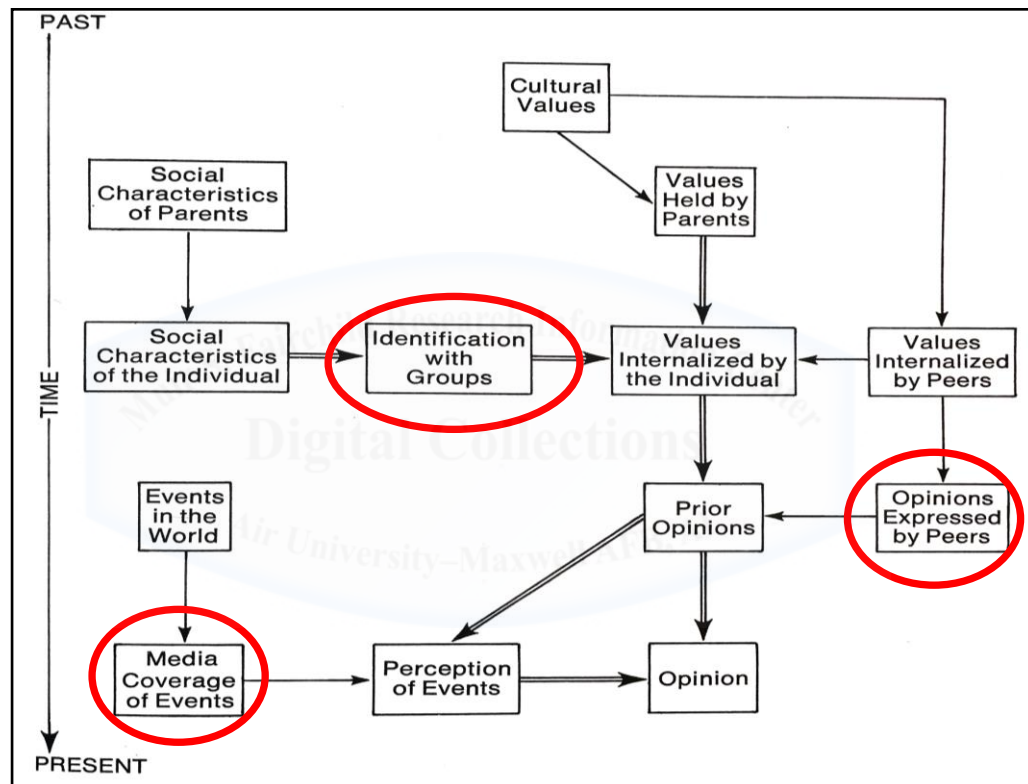 PAST
Cultural
Values
Social
Characteristics
of Parents
Values
Held by
Parents
Social
Characteristics
of the Individual
Identification
with
Groups
Values
Internalized by
the Individual
Values
Internalized
by Peers
TIME
Digital Collections
Events
in the
World
Prior
Opinions
Opinions
Expressed
by Peers
Air University–Maxwell
Media
Coverage
of Events
Perception
of Events
Opinion
PRESENT